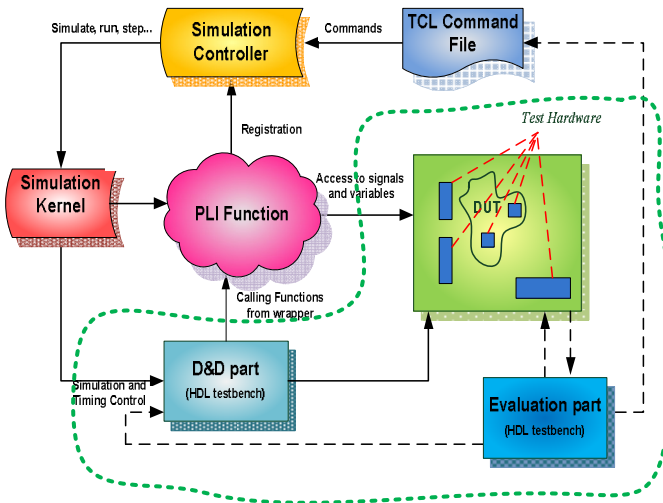 Simulate, run, step...
Simulation
Controller
Commands
TCL Command
File
Registration
Test Hardware
Simulation
Kernel
PLI Function
Access to signals
and variables
DUT
Calling Functions
from wrapper
D&D part
(HDL testbench)
Simulation and
Timing Control
Evaluation part
(HDL testbench)